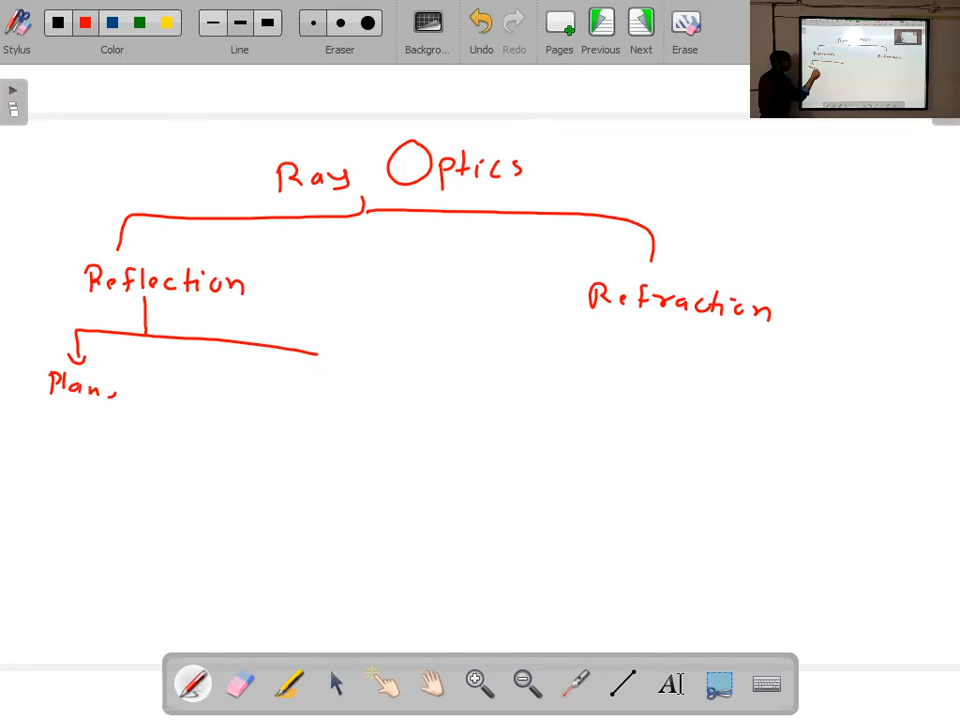 Stylus Color Line Eraser Backgro... Undo Redo Pages Previous Next Erase
Ray Optics
Reflection
Refraction
Plan,